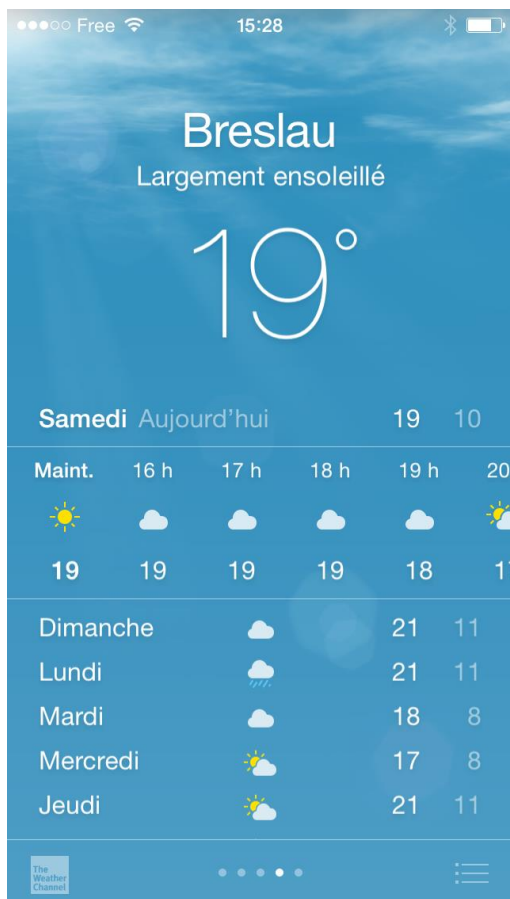 Free 15:28
Breslau
Largement ensoleillé
19°
Samedi Aujourd'hui 19 10
Maint. 16 h 17 h 18 h 19 h 20
19 19 19 19 18
Dimanche 21 11
Lundi 21 11
Mardi 18 8
Mercredi 17 8
Jeudi 21 11
The
Weather
Channel